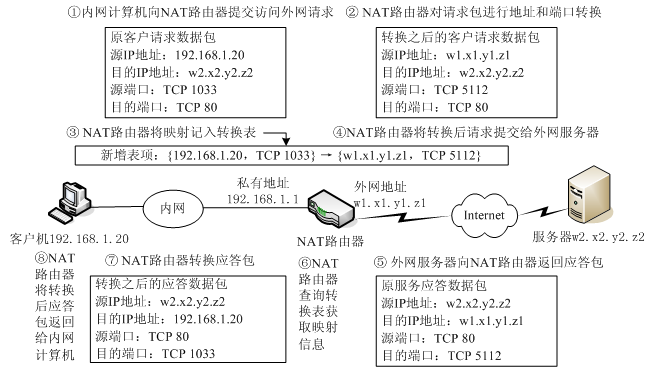 ①内网计算机向NAT路由器提交访问外网请求
② NAT路由器对请求包进行地址和端口转换
原客户请求数据包
源IP地址：192.168.1.20
目的IP地址：w2.x2.y2.z2
源端口：TCP 1033
目的端口：TCP 80
转换之后的客户请求数据包
源IP地址：w1.x1.y1.z1
目的IP地址：w2.x2.y2.z2
源端口：TCP 5112
目的端口：TCP 80
③ NAT路由器将映射记入转换表
④NAT路由器将转换后请求提交给外网服务器
新增表项：{192.168.1.20，TCP 1033} → {w1.x1.y1.z1，TCP 5112}
内网
私有地址
192.168.1.1
外网地址
w1.x1.y1.z1
Internet
客户机192.168.1.20
NAT路由器
服务器w2.x2.y2.z2
⑧NAT
路由器
将转换
后应答
包返回
给内网
计算机
⑦ NAT路由器转换应答包
转换之后的应答数据包
源IP地址：w2.x2.y2.z2
目的IP地址：192.168.1.20
源端口：TCP 80
目的端口：TCP 1033
⑥NAT
路由器
查询转
换表获
取映射
信息
⑤ 外网服务器向NAT路由器返回应答包
原服务应答数据包
源IP地址：w2.x2.y2.z2
目的IP地址：w1.x1.y1.z1
源端口：TCP 80
目的端口：TCP 5112